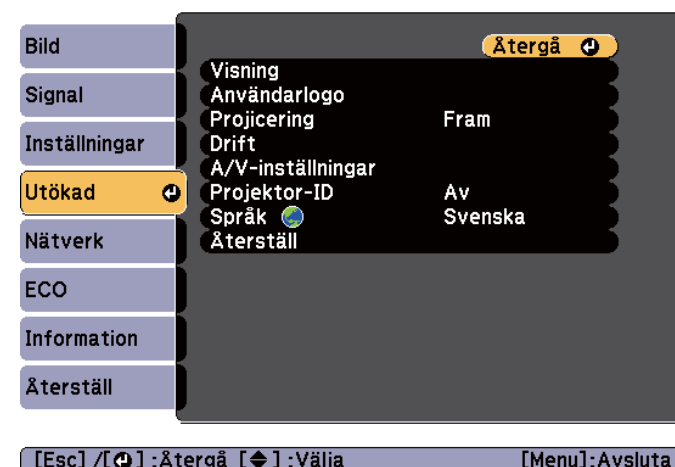 Bild
Signal
Inställningar
Utökad
Nätverk
ECO
Information
Återställ
Återgå
Visning
Användarlogo
Projicering Fram
Drift
A/V-inställningar
Projektor-ID Av
Språk Svenska
Återställ
[Esc] /[ ] :Återgå [ ] :Välja [Menu]:Avsluta